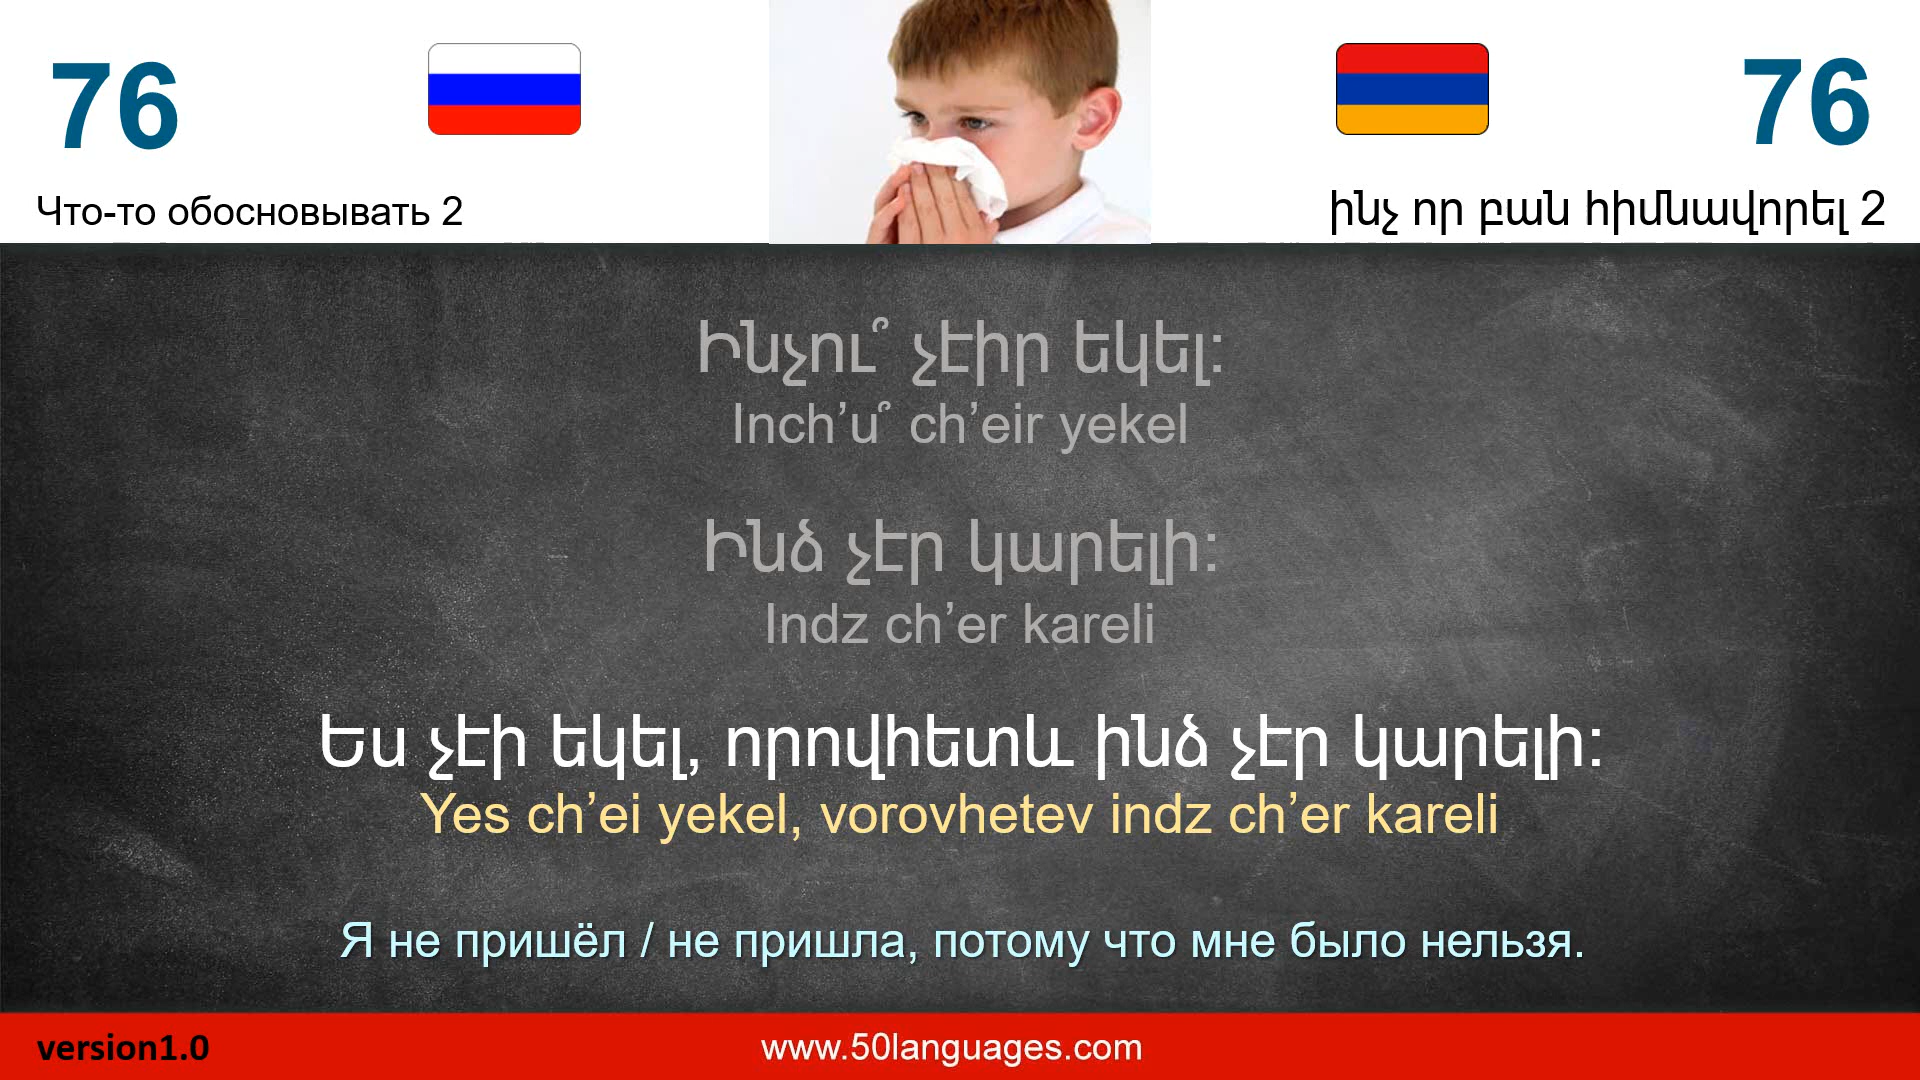 76
76
Что-то обосновывать 2
ինչ որ բան հիմնավորել 2
Ինչու՞ չէիր եկել:
Inch’u՞ ch’eir yekel
Ինձ չէր կարելի:
Indz ch’er kareli
Ես չէի եկել, որովհետև ինձ չէր կարելի:
Yes ch’ei yekel, vorovhetev indz ch’er kareli
Я не пришёл / не пришла, потому что мне было нельзя.
version1.0
www.50languages.com